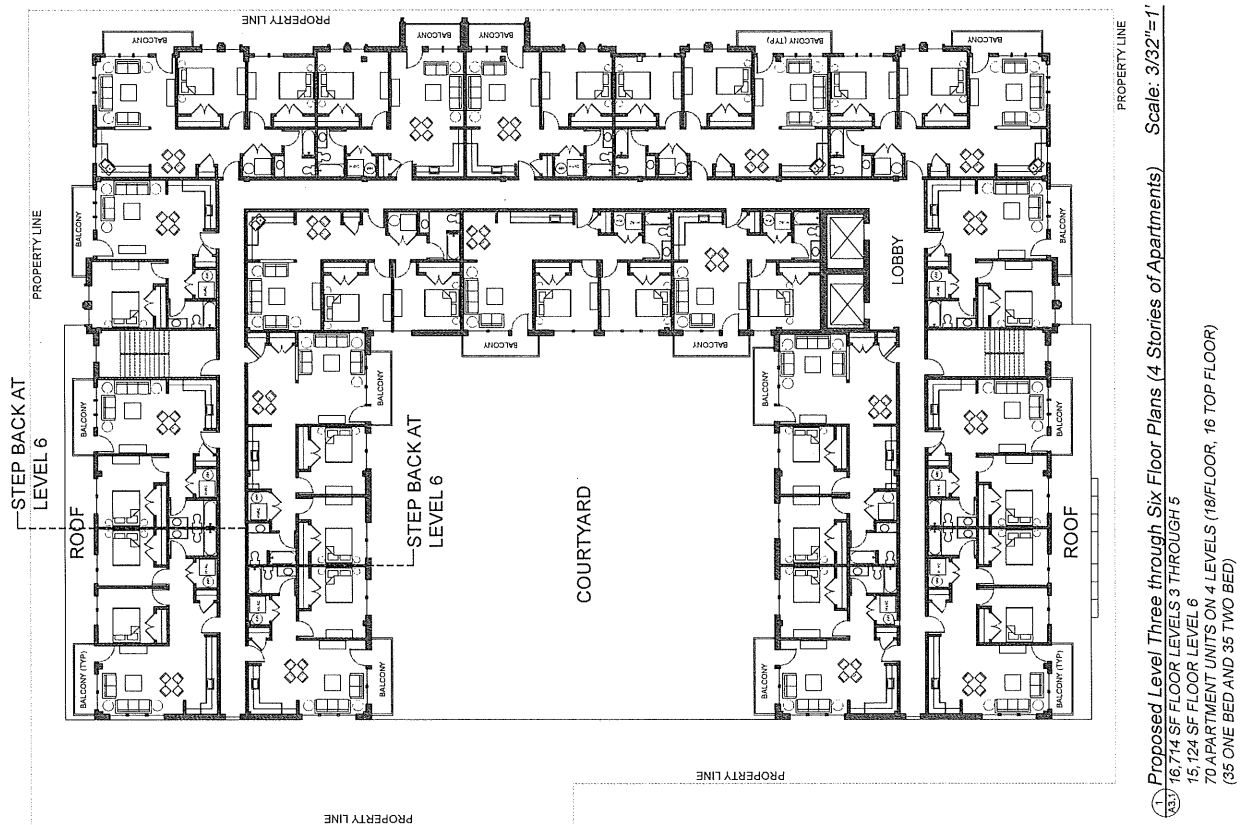 PROPERTY LINE
BALCONY
BALCONY
BALCONY
BALCONY (TYP)
BALCONY
PROPERTY LINE
PROPERTY LINE
BALCONY
BALCONY
LOBBY
BALCONY
BALCONY
STEP BACK AT
LEVEL 6
BALCONY
BALCONY
BALCONY
BALCONY
STEP BACK AT
LEVEL 6
ROOF
COURTYARD
ROOF
BALCONY (TYP)
BALCONY
BALCONY
BALCONY (TYP)
PROPERTY LINE
PROPERTY LINE
1
A3.1
Proposed Level Three through Six Floor Plans (4 Stories of Apartments) Scale: 3/32"=1'
16,714 SF FLOOR LEVELS 3 THROUGH 5
15,124 SF FLOOR LEVEL 6
70 APARTMENT UNITS ON 4 LEVELS (18/FLOOR, 16 TOP FLOOR)
(35 ONE BED AND 35 TWO BED)